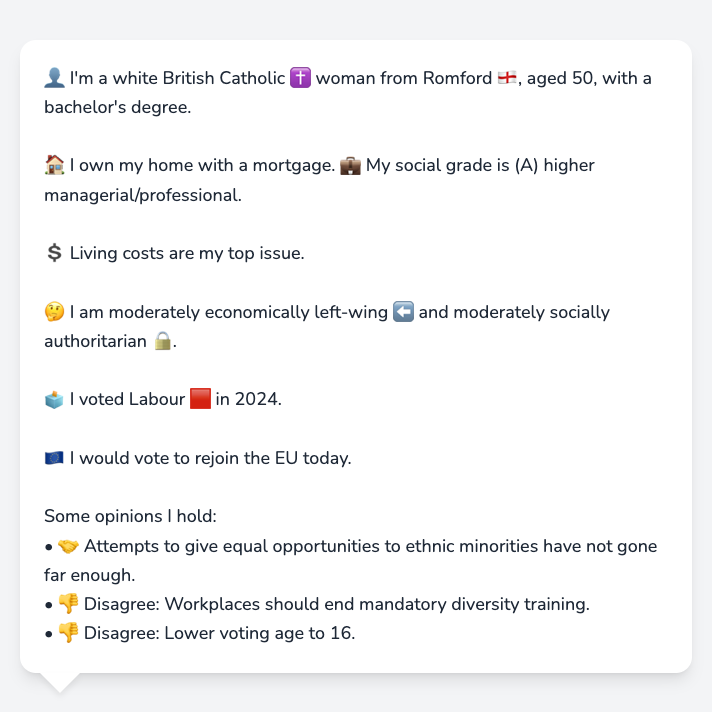 👤 I'm a white British Catholic ✝️ woman from Romford 🏴󠁧󠁢󠁥󠁮󠁧󠁿, aged 50, with a
bachelor's degree.
🏠 I own my home with a mortgage. 💼 My social grade is (A) higher
managerial/professional.
💲 Living costs are my top issue.
🤔 I am moderately economically left-wing ⬅️ and moderately socially
authoritarian 🔒.
🗳️ I voted Labour 🟥 in 2024.
🇪🇺 I would vote to rejoin the EU today.
Some opinions I hold:
• 🤝 Attempts to give equal opportunities to ethnic minorities have not gone
far enough.
• 👎 Disagree: Workplaces should end mandatory diversity training.
• 👎 Disagree: Lower voting age to 16.